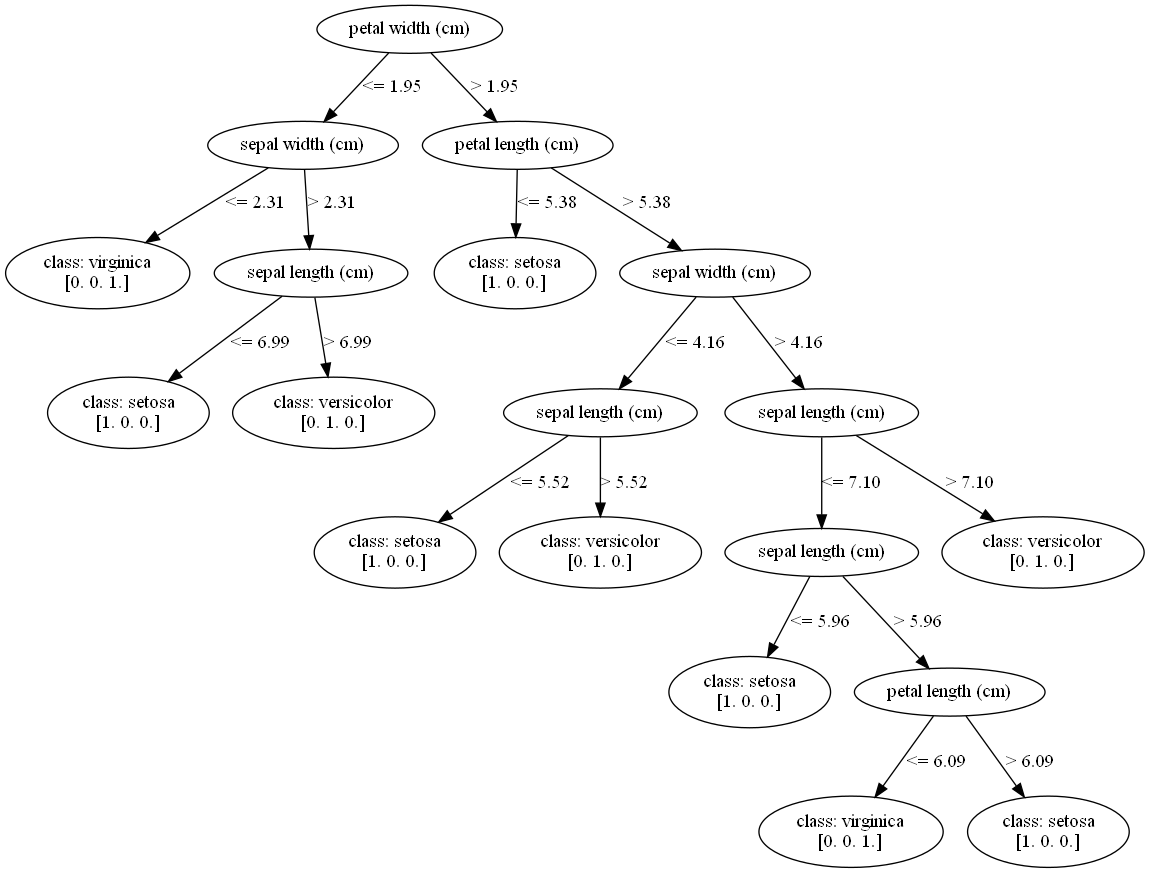 petal width (cm)
<= 1.95
> 1.95
sepal width (cm)
petal length (cm)
<= 2.31
> 2.31
<= 5.38
> 5.38
class: virginica
[0. 0. 1.]
sepal length (cm)
class: setosa
[1. 0. 0.]
sepal width (cm)
<= 6.99
> 6.99
<= 4.16
> 4.16
class: setosa
[1. 0. 0.]
class: versicolor
[0. 1. 0.]
sepal length (cm)
sepal length (cm)
<= 5.52
> 5.52
<= 7.10
> 7.10
class: setosa
[1. 0. 0.]
class: versicolor
[0. 1. 0.]
sepal length (cm)
class: versicolor
[0. 1. 0.]
<= 5.96
> 5.96
class: setosa
[1. 0. 0.]
petal length (cm)
<= 6.09
> 6.09
class: virginica
[0. 0. 1.]
class: setosa
[1. 0. 0.]